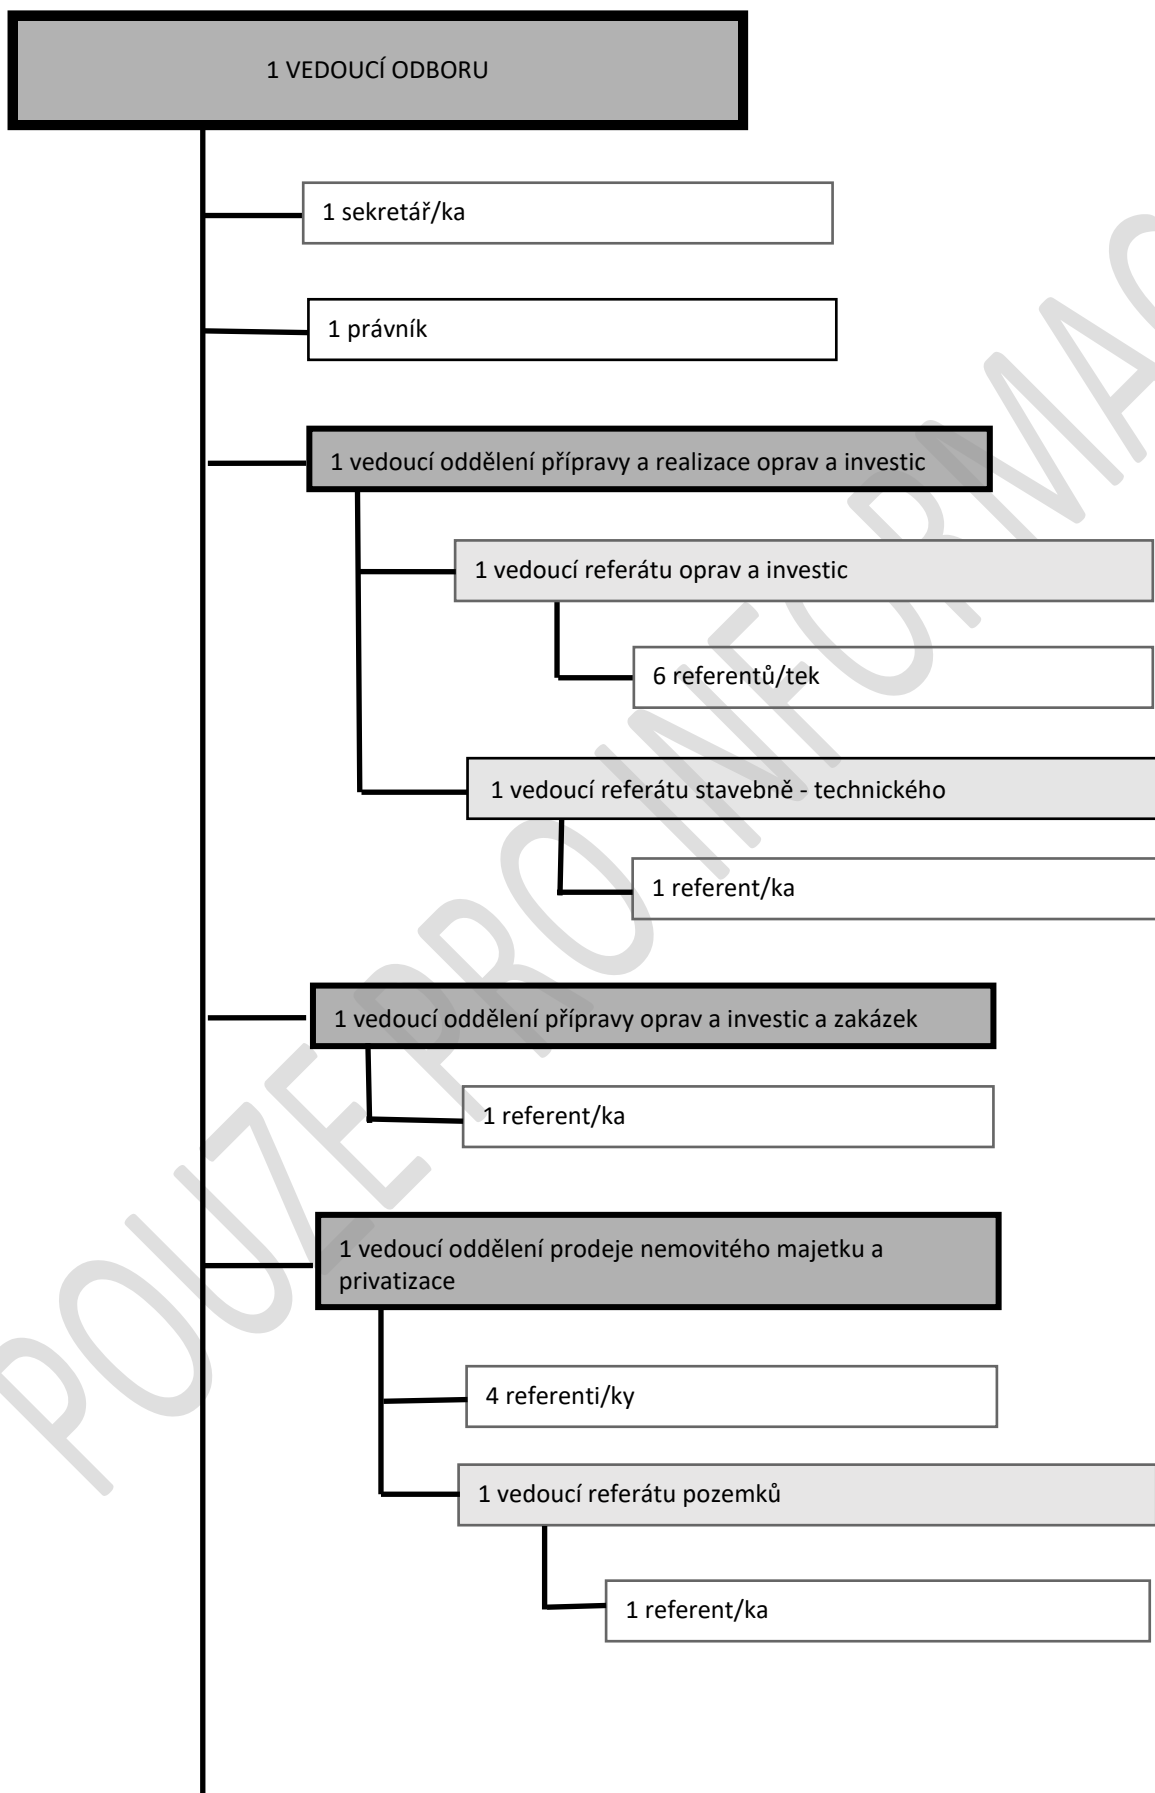 1 VEDOUCÍ ODBORU
1 sekretář/ka
1 právník
1 vedoucí oddělení přípravy a realizace oprav a investic
1 vedoucí referátu oprav a investic
6 referentů/tek
1 vedoucí referátu stavebně - technického
1 referent/ka
1 vedoucí oddělení přípravy oprav a investic a zakázek
1 referent/ka
1 vedoucí oddělení prodeje nemovitého majetku a
privatizace
4 referenti/ky
1 vedoucí referátu pozemků
1 referent/ka
POUZE PRO INFORMAC